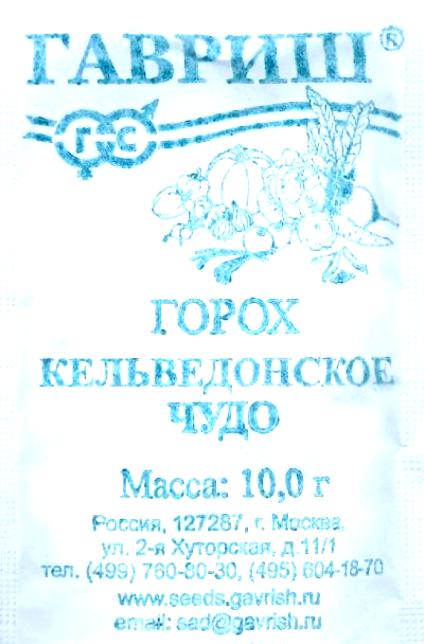 ГАВРИШ®
ГС
ГОРОХ
КЕЛЬВЕДОНСКОЕ
ЧУДО
Масса: 10,0 г
Россия, 127287, г. Москва,
ул. 2-я Хуторская, д.11/1
тел. (499) 760-80-30, (495) 604-18-70
www.seeds.gavrish.ru
email: sad@gavrish.ru